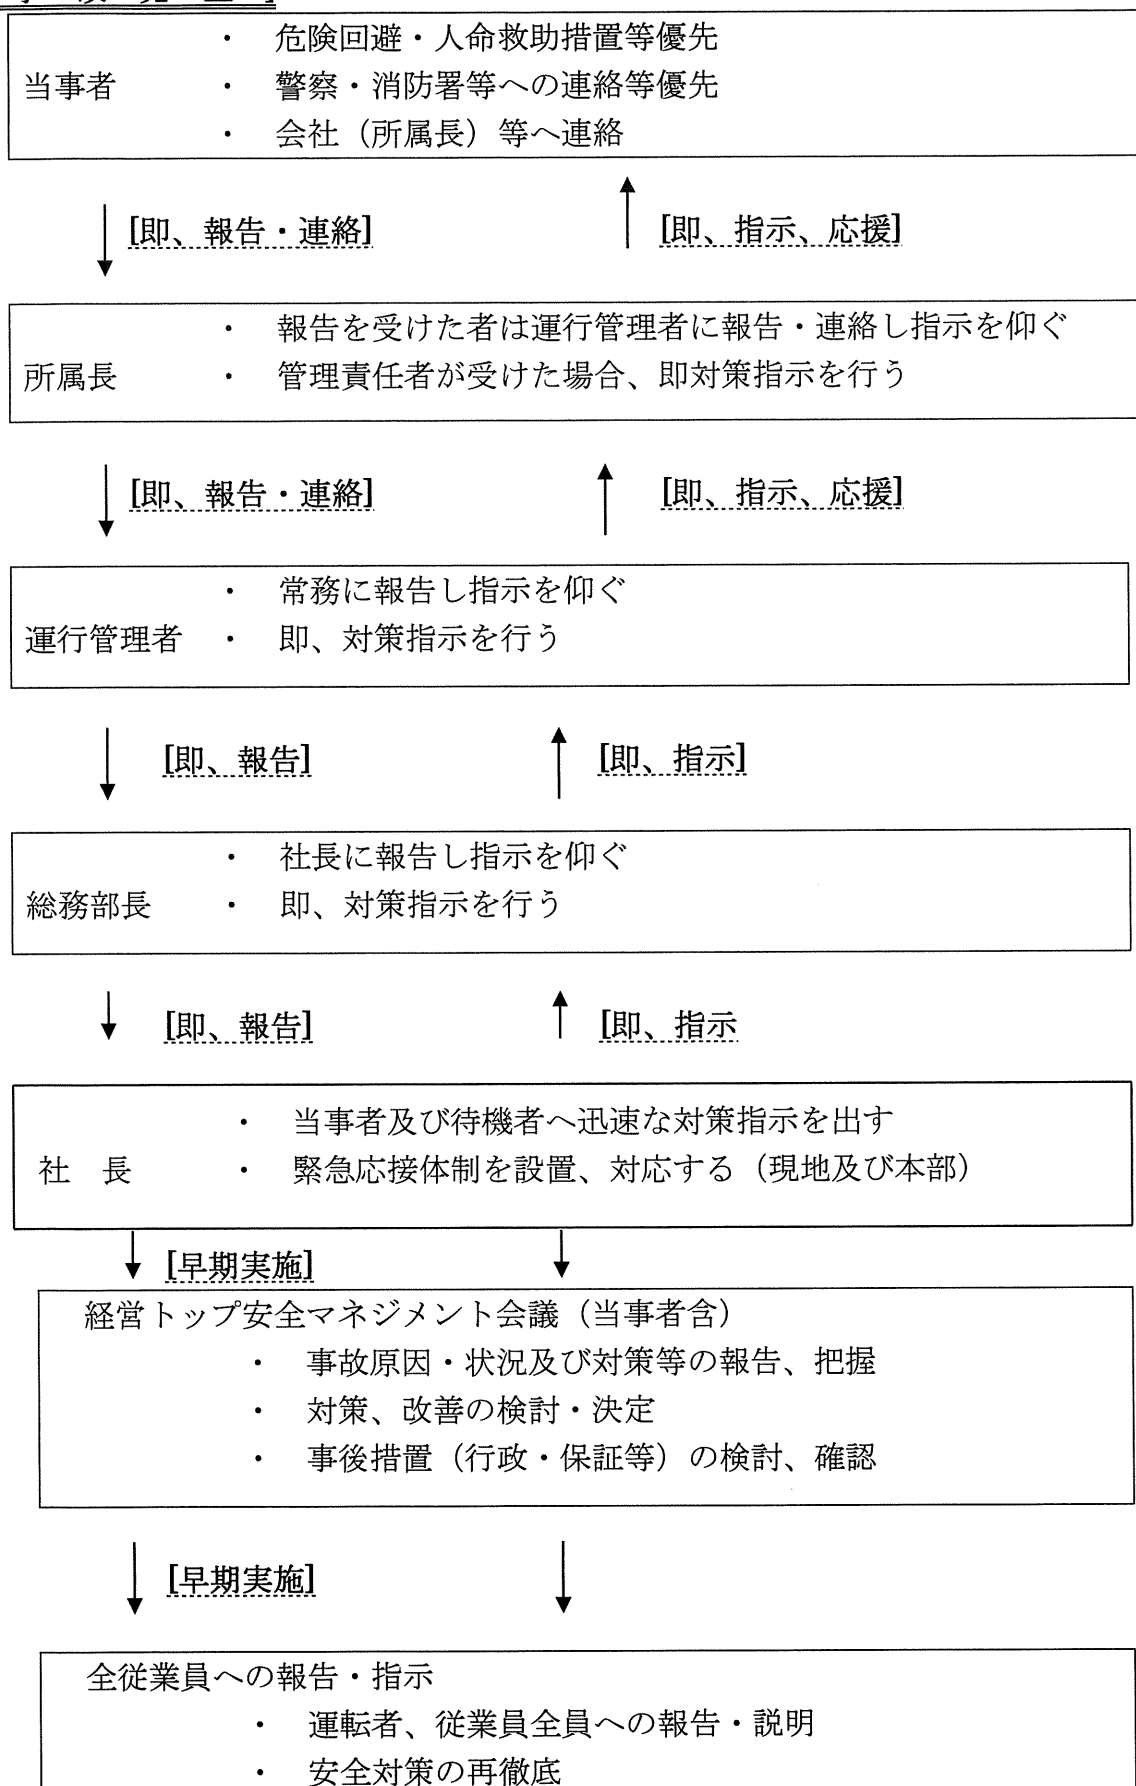 ・ 危険回避・人命救助措置等優先
当事者 ・ 警察・消防署等への連絡等優先
・ 会社（所属長）等へ連絡
[即、報告・連絡] [即、指示、応援]
・ 報告を受けた者は運行管理者に報告・連絡し指示を仰ぐ
所属長 ・ 管理責任者が受けた場合、即対策指示を行う
[即、報告・連絡] [即、指示、応援]
・ 常務に報告し指示を仰ぐ
運行管理者 ・ 即、対策指示を行う
[即、報告] [即、指示]
・ 社長に報告し指示を仰ぐ
総務部長 ・ 即、対策指示を行う
[即、報告] [即、指示
・ 当事者及び待機者へ迅速な対策指示を出す
社 長 ・ 緊急応接体制を設置、対応する（現地及び本部）
[早期実施]
経営トップ安全マネジメント会議（当事者含）
・ 事故原因・状況及び対策等の報告、把握
・ 対策、改善の検討・決定
・ 事後措置（行政・保証等）の検討、確認
[早期実施]
全従業員への報告・指示
・ 運転者、従業員全員への報告・説明
・ 安全対策の再徹底